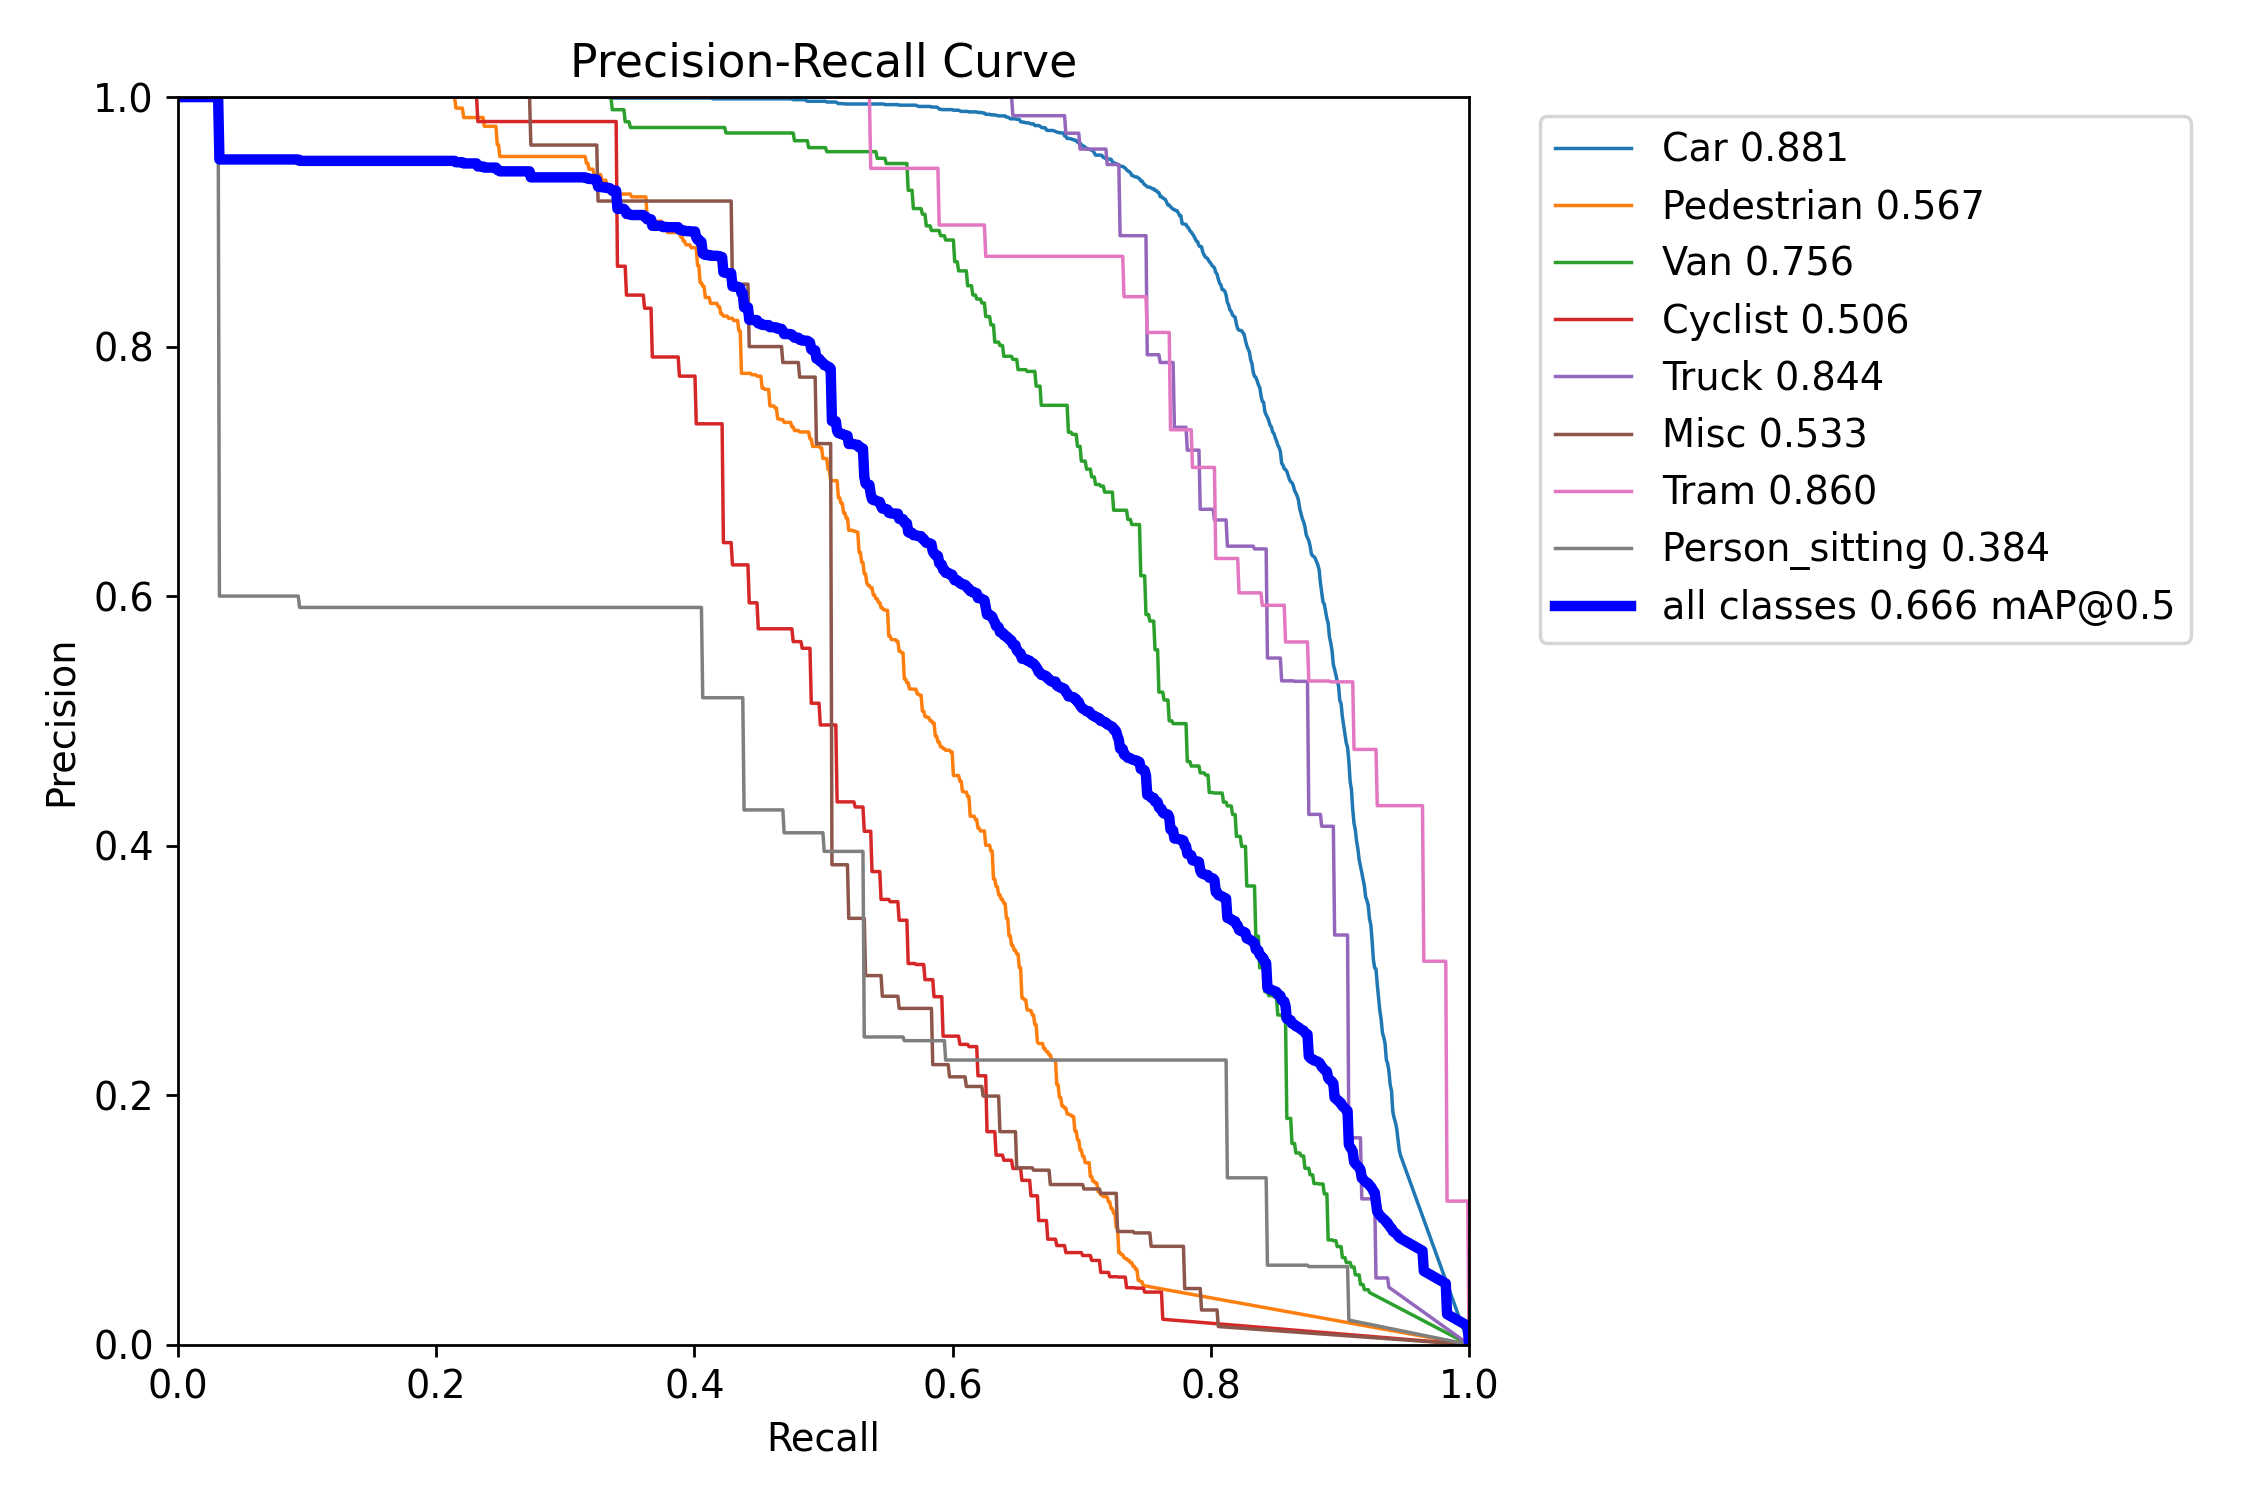 Precision-Recall Curve
1.0
0.8
0.6
0.4
0.2
0.0
Precision
0.0 0.2 0.4 0.6 0.8 1.0
Recall
Car 0.881
Pedestrian 0.567
Van 0.756
Cyclist 0.506
Truck 0.844
Misc 0.533
Tram 0.860
Person_sitting 0.384
all classes 0.666 mAP@0.5